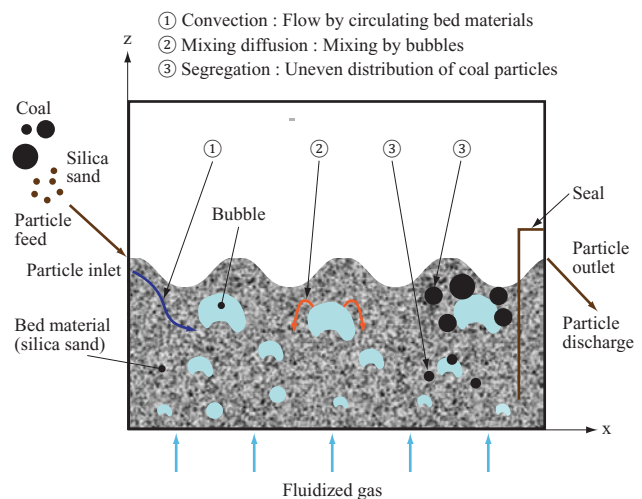 ① Convection : Flow by circulating bed materials
② Mixing diffusion : Mixing by bubbles
③ Segregation : Uneven distribution of coal particles
z
Coal
Silica
sand
Particle
feed
Particle inlet
Bed material
(silica sand)
①
②
③
③
Bubble
Seal
Particle
outlet
Particle
discharge
x
Fluidized gas